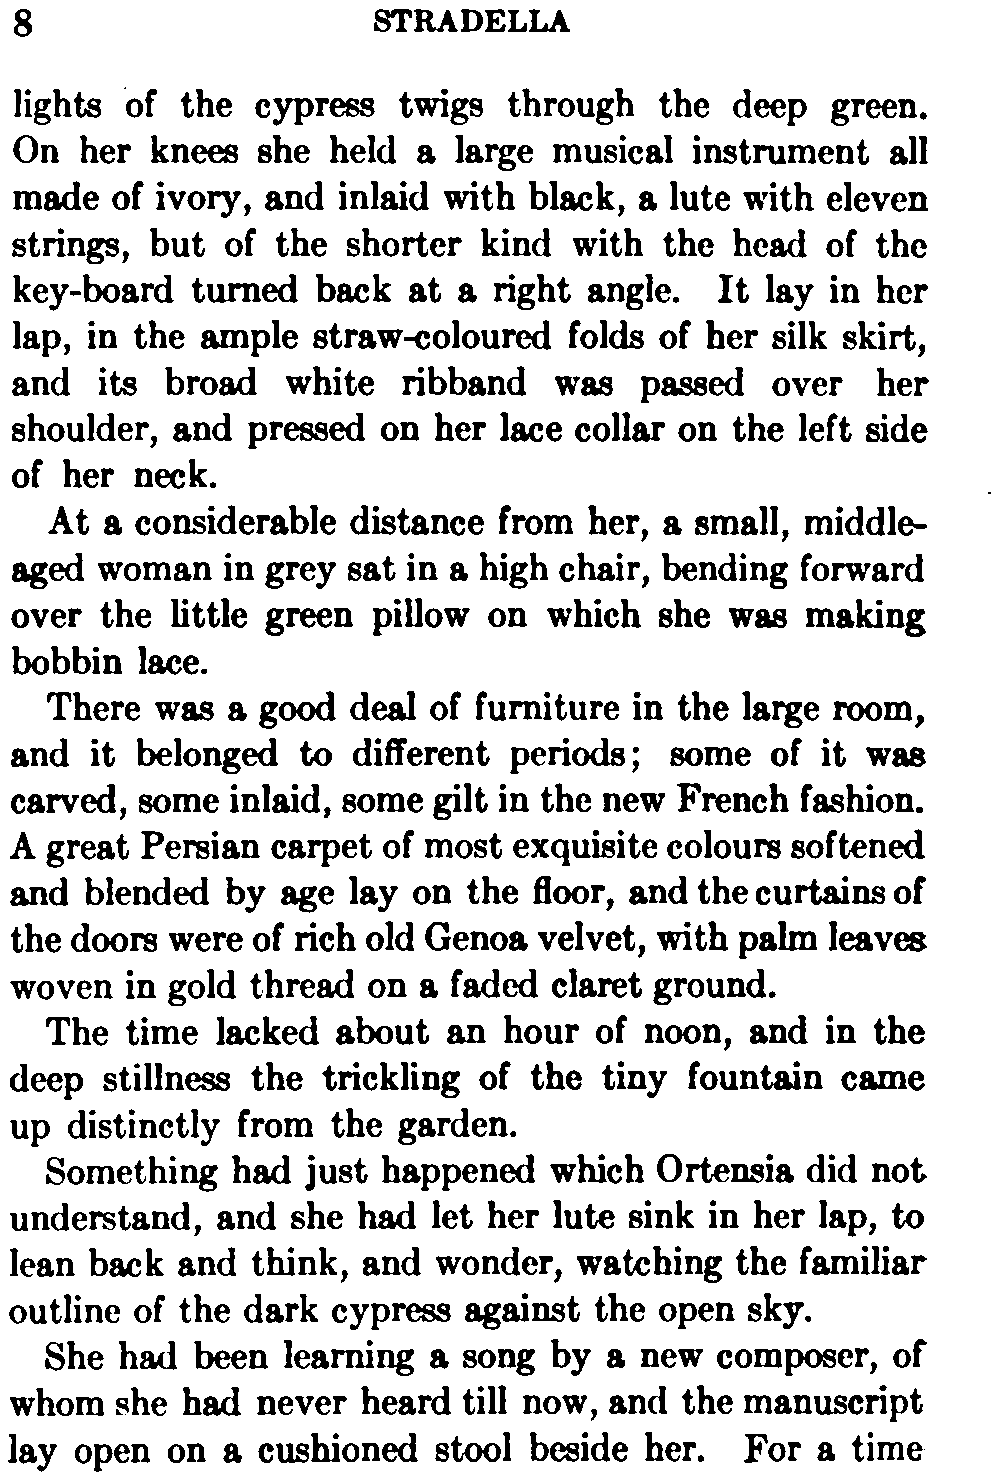 8 STRADELLA
lights of the cypress twigs through the deep green.
On her knees she held a large musical instrument all
made of ivory, and inlaid with black, a lute with eleven
strings, but of the shorter kind with the head of the
key-board turned back at a right angle. It lay in her
lap, in the ample straw-coloured folds of her silk skirt,
and its broad white ribband was passed over her
shoulder, and pressed on her lace collar on the left side
of her neck.
At a considerable distance from her, a small, middle-
aged woman in grey sat in a high chair, bending forward
over the little green pillow on which she was making
bobbin lace.
There was a good deal of furniture in the large room,
and it belonged to different periods; some of it was
carved, some inlaid, some gilt in the new French fashion.
A great Persian carpet of most exquisite colours softened
and blended by age lay on the floor, and the curtains of
the doors were of rich old Genoa velvet, with palm leaves
woven in gold thread on a faded claret ground.
The time lacked about an hour of noon, and in the
deep stillness the trickling of the tiny fountain came
up distinctly from the garden.
Something had just happened which Ortensia did not
understand, and she had let her lute sink in her lap, to
lean back and think, and wonder, watching the familiar
outline of the dark cypress against the open sky.
She had been learning a song by a new composer, of
whom she had never heard till now, and the manuscript
lay open on a cushioned stool beside her. For a time